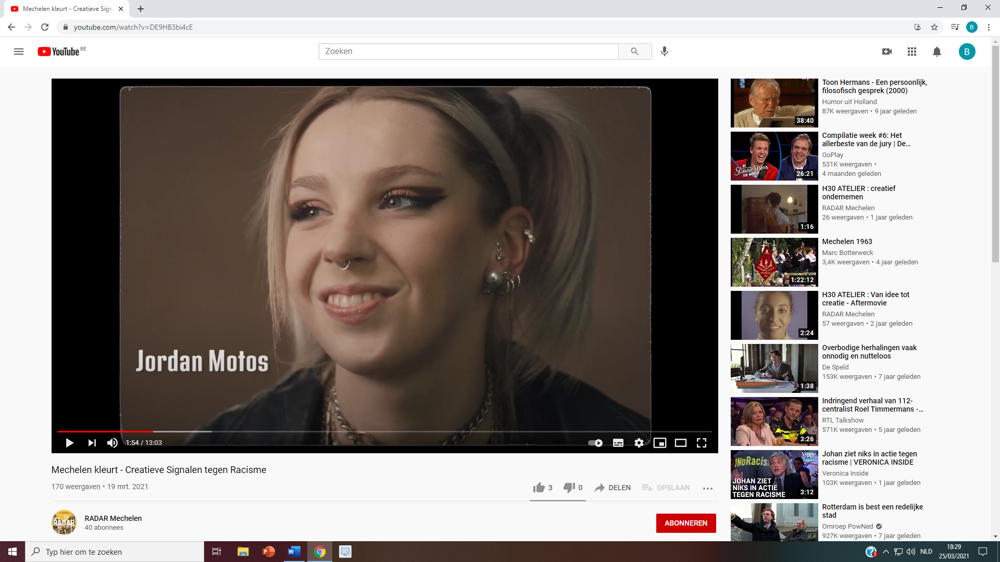 Mechelen kleurt - Creatieve Sign
youtube.com/watch?v=DE9HB3bi4cE
B
YouTube BE
Zoeken
B
Jordan Motos
1:54 / 13:03
Mechelen kleurt - Creatieve Signalen tegen Racisme
170 weergaven • 19 mrt. 2021
3
0
DELEN
OPSLAAN
RADAR
RADAR Mechelen
40 abonnees
ABONNEREN
38:40
Toon Hermans - Een persoonlijk,
filosofisch gesprek (2000)
Humor uit Holland
87K weergaven • 9 jaar geleden
DE
Slimste Mens
TER WERELD
26:21
Compilatie week #6: Het
allerbeste van de jury | De...
GoPlay
531K weergaven •
4 maanden geleden
1:16
H30 ATELIER : creatief
ondernemen
RADAR Mechelen
26 weergaven • 1 jaar geleden
1:22:12
Mechelen 1963
Marc Botterweck
3,4K weergaven • 4 jaar geleden
2:24
H30 ATELIER : Van idee tot
creatie - Aftermovie
RADAR Mechelen
57 weergaven • 2 jaar geleden
1:38
Overbodige herhalingen vaak
onnodig en nutteloos
De Speld
153K weergaven • 7 jaar geleden
3:26
Indringend verhaal van 112-
centralist Roel Timmermans -...
RTL Talkshow
571K weergaven • 5 jaar geleden
#NoRacis
VERONICA
INSIDE
JOHAN ZIET
NIKS IN ACTIE
TEGEN RACISME
3:12
Johan ziet niks in actie tegen
racisme | VERONICA INSIDE
Veronica Inside
103K weergaven • 1 jaar geleden
Rotterdam is best een redelijke
stad
Omroep PowNed
927K weergaven • 7 jaar geleden
Typ hier om te zoeken
NLD
18:29
25/03/2021